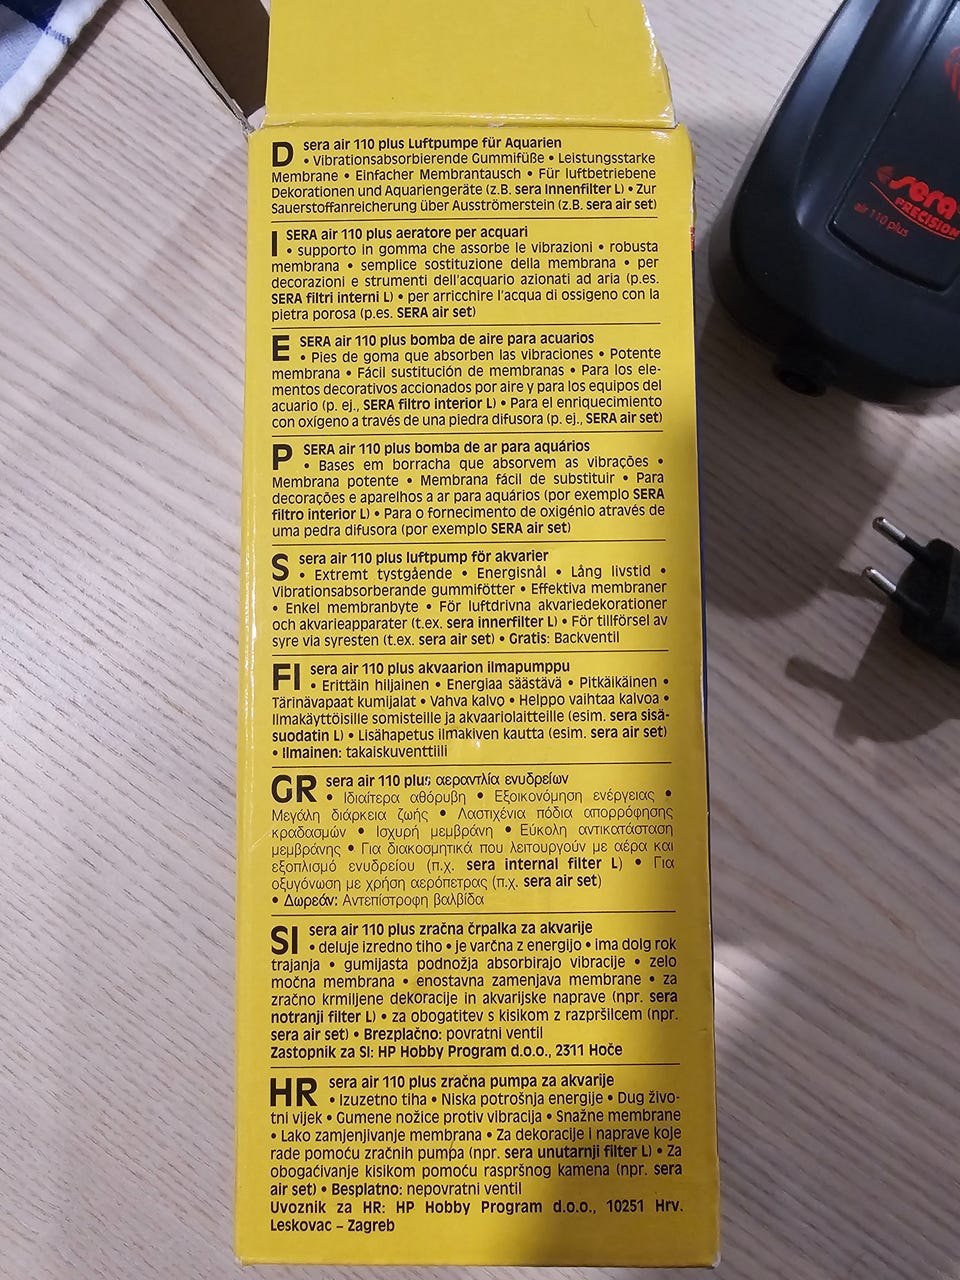 D sera air 110 plus Luftpumpe für Aquarien
• Vibrationsabsorbierende Gummifüße • Leistungsstarke
Membrane • Einfacher Membrantausch • Für luftbetriebene
Dekorationen und Aquariengeräte (z.B. sera Innenfilter L) • Zur
Sauerstoffanreicherung über Ausströmerstein (z.B. sera air set)
I SERA air 110 plus aeratore per acquari
• supporto in gomma che assorbe le vibrazioni • robusta
membrana • semplice sostituzione della membrana • per
decorazioni e strumenti dell'acquario azionati ad aria (p.es.
SERA filtri interni L) • per arricchire l'acqua di ossigeno con la
pietra porosa (p.es. SERA air set)
E SERA air 110 plus bomba de aire para acuarios
• Pies de goma que absorben las vibraciones • Potente
membrana • Fácil sustitución de membranas • Para los ele-
mentos decorativos accionados por aire y para los equipos del
acuario (p. ej., SERA filtro interior L) • Para el enriquecimiento
con oxígeno a través de una piedra difusora (p. ej., SERA air set)
P SERA air 110 plus bomba de ar para aquários
• Bases em borracha que absorvem as vibrações •
Membrana potente • Membrana fácil de substituir • Para
decorações e aparelhos a ar para aquários (por exemplo SERA
filtro interior L) • Para o fornecimento de oxigénio através de
uma pedra difusora (por exemplo SERA air set)
S sera air 110 plus luftpump för akvarier
• Extremt tystgående • Energisnål • Lång livstid •
Vibrationsabsorberande gummifötter • Effektiva membraner
• Enkel membranbyte • För luftdrivna akvariedekorationer
och akvarieapparater (t.ex. sera innerfilter L) • För tillförsel av
syre via syresten (t.ex. sera air set) • Gratis: Backventil
FI sera air 110 plus akvaarion ilmapumppu
• Erittäin hiljainen • Energiaa säästävä • Pitkäikäinen •
Tärinävapaat kumijalat • Vahva kalvo • Helppo vaihtaa kalvoa •
Ilmakäyttöisille somisteille ja akvaariolaitteille (esim. sera sisä-
suodatin L) • Lisähapetus ilmakiven kautta (esim. sera air set)
• Ilmainen: takaiskuventtiili
GR sera air 110 plus αεραντλία ενυδρείων
• Ιδιαίτερα αθόρυβη • Εξοικονόμηση ενέργειας •
Μεγάλη διάρκεια ζωής • Λαστιχένια πόδια απορρόφησης
κραδασμών • Ισχυρή μεμβράνη • Εύκολη αντικατάσταση
μεμβράνης • Για διακοσμητικά που λειτουργούν με αέρα και
εξοπλισμό ενυδρείου (π.χ. sera internal filter L) • Για
οξυγόνωση με χρήση αερόπετρας (π.χ. sera air set)
• Δωρεάν: Αντεπίστροφη βαλβίδα
SI sera air 110 plus zračna črpalka za akvarije
• deluje izredno tiho • je varčna z energijo • ima dolg rok
trajanja • gumijasta podnožja absorbirajo vibracije • zelo
močna membrana • enostavna zamenjava membrane • za
zračno krmiljene dekoracije in akvarijske naprave (npr. sera
notranji filter L) • za obogatitev s kisikom z razpršilcem (npr.
sera air set) • Brezplačno: povratni ventil
Zastopnik za SI: HP Hobby Program d.o.o., 2311 Hoče
HR sera air 110 plus zračna pumpa za akvarije
• Izuzetno tiha • Niska potrošnja energije • Dug živo-
tni vijek • Gumene nožice protiv vibracija • Snažne membrane
• Lako zamjenjivanje membrana • Za dekoracije i naprave koje
rade pomoću zračnih pumpa (npr. sera unutarnji filter L) • Za
obogaćivanje kisikom pomoću raspršnog kamena (npr. sera
air set) • Besplatno: nepovratni ventil
Uvoznik za HR: HP Hobby Program d.o.o., 10251 Hrv.
Leskovac – Zagreb
sera
PRECISION
air 110 plus